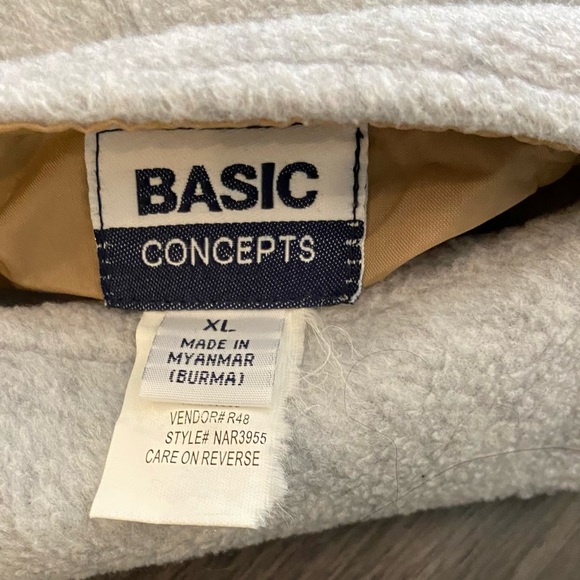 BASIC
CONCEPTS
XL
MADE IN
MYANMAR
(BURMA)
VENDOR# R48
STYLE# NAR3955
CARE ON REVERSE